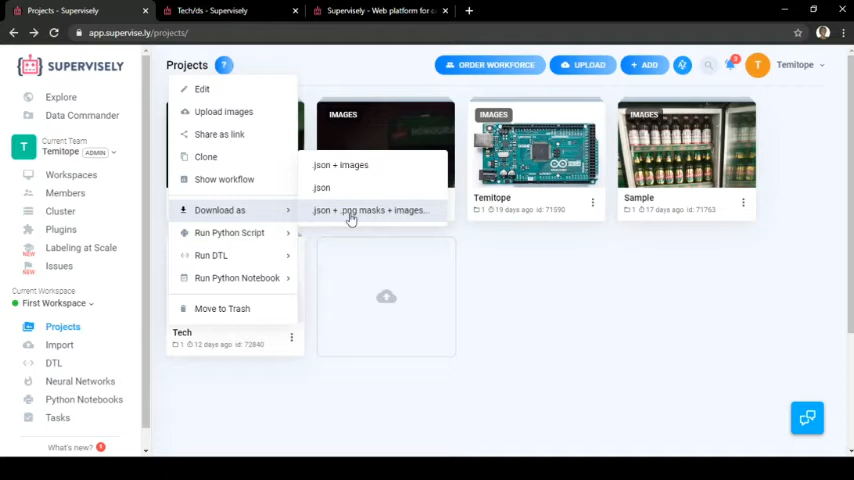 Projects - Supervisely
Tech/ds - Supervisely
Supervisely - Web platform for c
app.supervise.ly/projects/
SUPERVISELY
Projects
?
ORDER WORKFORCE
UPLOAD
ADD
3
T
Temitope
Explore
Data Commander
T
Current Team
Temitope ADMIN
Workspaces
Members
Cluster
Plugins
NEW
Labeling at Scale
NEW
Issues
Current Workspace
First Workspace
Projects
Import
DTL
Neural Networks
Python Notebooks
Tasks
What's new? 1
Edit
Upload images
Share as link
Clone
Show workflow
Download as
Run Python Script
Run DTL
Run Python Notebook
Move to Trash
.json + images
.json
.json + .png masks + images...
IMAGES
IMAGES
Temitope
1 19 days ago id: 71590
IMAGES
Sample
1 17 days ago id: 71763
Tech
1 12 days ago id: 72840